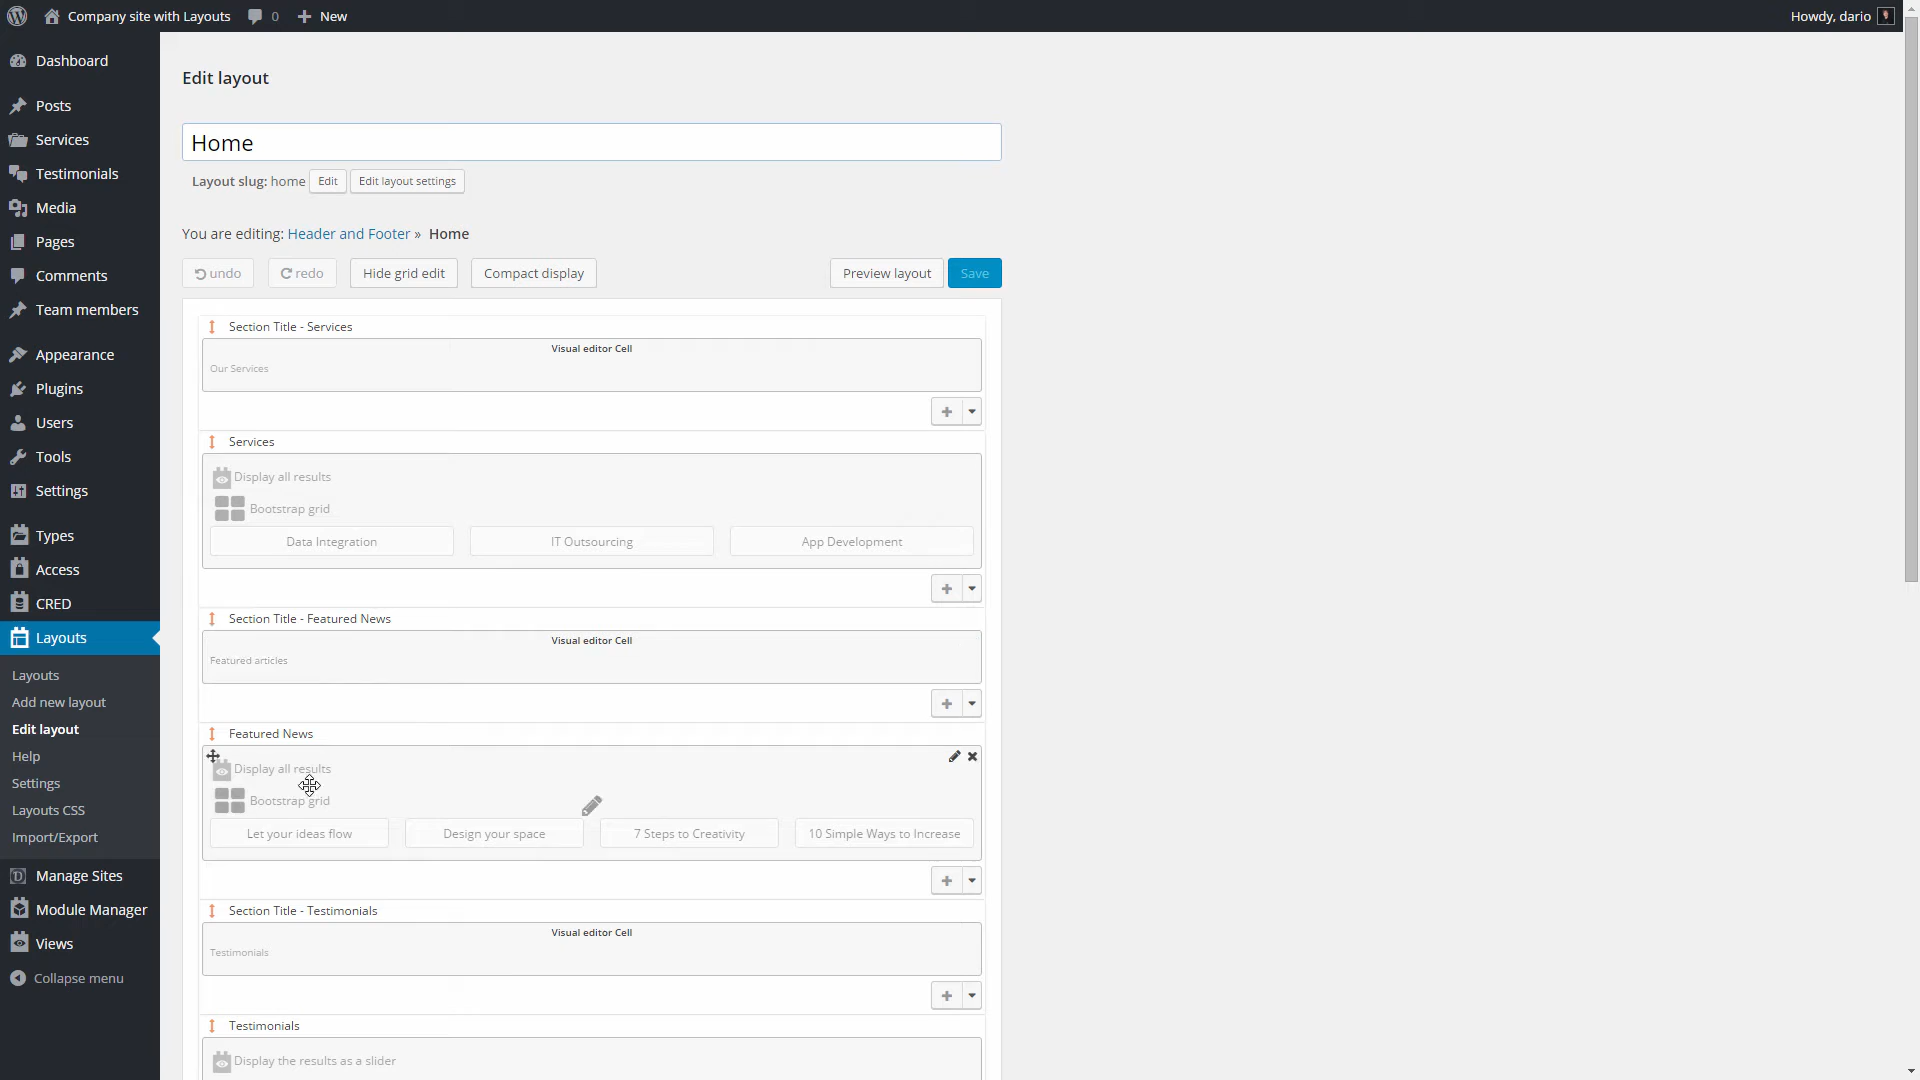 Company site with Layouts
0
New
Howdy, dario
Dashboard
Posts
Services
Testimonials
Media
Pages
Comments
Team members
Appearance
Plugins
Users
Tools
Settings
Types
Access
CRED
Layouts
Layouts
Add new layout
Edit layout
Help
Settings
Layouts CSS
Import/Export
Manage Sites
Module Manager
Views
Collapse menu
Edit layout
Home
Layout slug: home Edit Edit layout settings
You are editing: Header and Footer » Home
undo redo Hide grid edit Compact display Preview layout Save
Section Title - Services
Visual editor Cell
Our Services
Services
Display all results
Bootstrap grid
Data Integration IT Outsourcing App Development
Section Title - Featured News
Visual editor Cell
Featured articles
Featured News
Display all results
Bootstrap grid
Let your ideas flow Design your space 7 Steps to Creativity 10 Simple Ways to Increase
Section Title - Testimonials
Visual editor Cell
Testimonials
Testimonials
Display the results as a slider